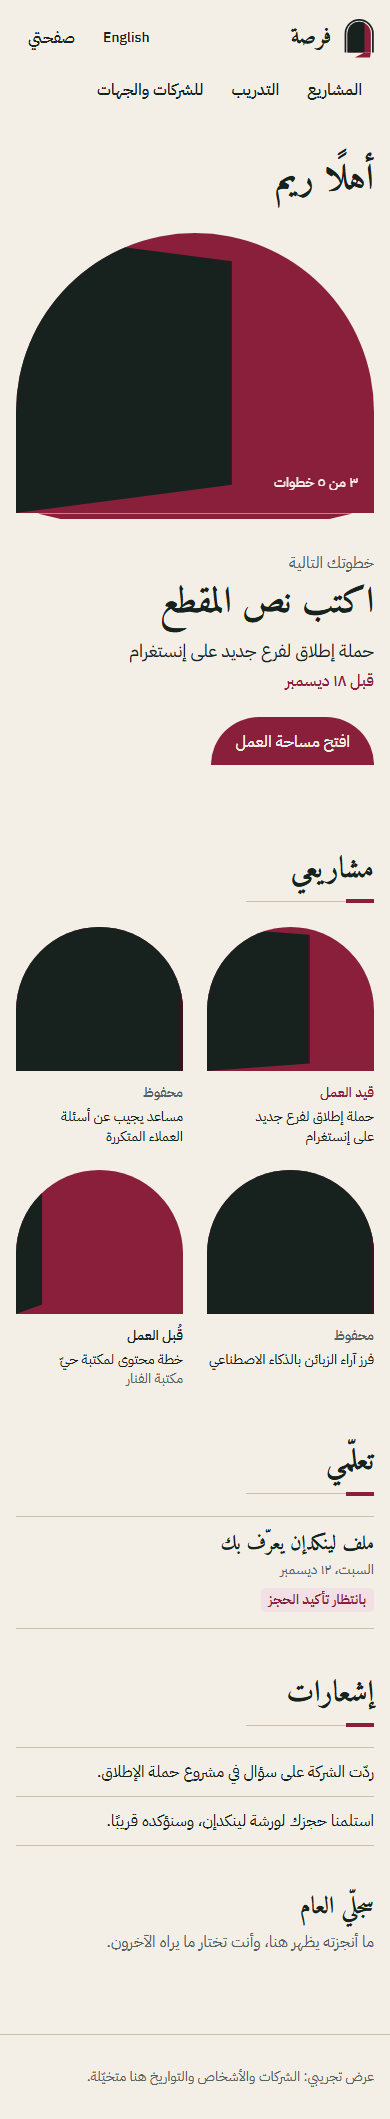 فرصة
English
صفحتي
المشاريع
التدريب
للشركات والجهات
أهلًا ريم
٣ من ٥ خطوات
خطوتك التالية
اكتب نص المقطع
حملة إطلاق لفرع جديد على إنستغرام
قبل ١٨ ديسمبر
افتح مساحة العمل
مشاريعي
قيد العمل
حملة إطلاق لفرع جديد
على إنستغرام
محفوظ
مساعد يجيب عن أسئلة
العملاء المتكررة
محفوظ
فرز آراء الزبائن بالذكاء الاصطناعي
قُبل العمل
خطة محتوى لمكتبة حيّ
مكتبة الفنار
تعلّمي
ملف لينكدإن يعرّف بك
السبت، ١٢ ديسمبر
بانتظار تأكيد الحجز
إشعارات
ردّت الشركة على سؤال في مشروع حملة الإطلاق.
استلمنا حجزك لورشة لينكدإن، وسنؤكده قريبًا.
سجلّي العام
ما أنجزته يظهر هنا، وأنت تختار ما يراه الآخرون.
عرض تجريبي: الشركات والأشخاص والتواريخ هنا متخيّلة.